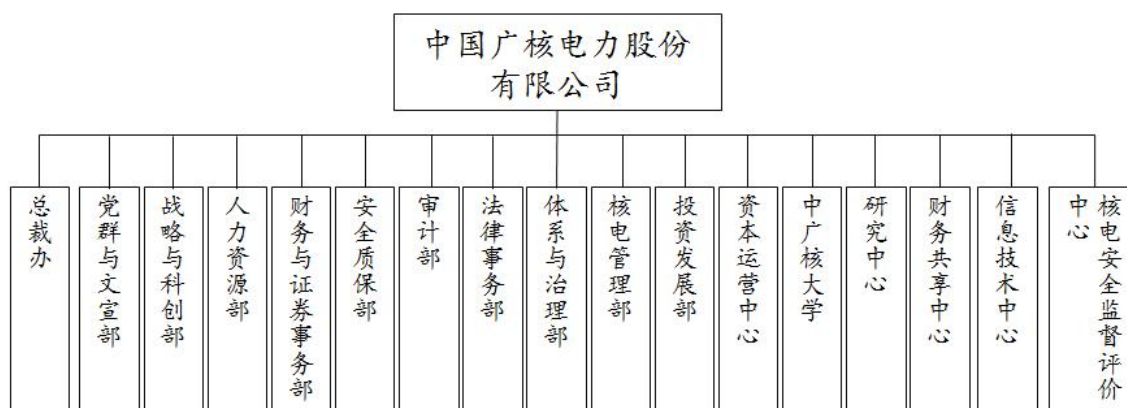 中国广核电力股份
有限公司
总裁办
党群与文宣部
战略与科创部
人力资源部
财务与证券事务部
安全质保部
审计部
法律事务部
体系与治理部
核电管理部
投资发展部
资本运营中心
中广核大学
研究中心
财务共享中心
信息技术中心
核电安全监督评价
中心